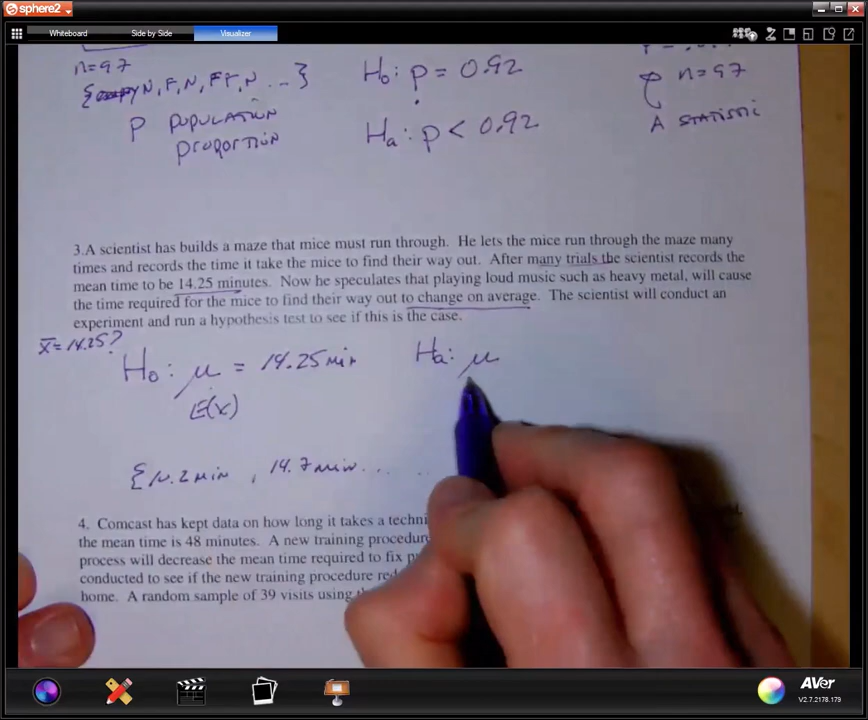 sphere2
Whiteboard
Side by Side
Visualizer
n=97
N, F, N, FF, N ... }
p POPULATION
PROPORTION
H₀: p = 0.92
Hₐ: p < 0.92
n=97
A STATISTIC
3.A scientist has builds a maze that mice must run through. He lets the mice run through the maze many
times and records the time it take the mice to find their way out. After many trials the scientist records the
mean time to be 14.25 minutes. Now he speculates that playing loud music such as heavy metal, will cause
the time required for the mice to find their way out to change on average. The scientist will conduct an
experiment and run a hypothesis test to see if this is the case.
x̄=14.25?
H₀: μ = 14.25 min
Hₐ: μ
E(x)
min , 14.7 min...
4. Comcast has kept data on how long it takes a techni
the mean time is 48 minutes. A new training procedure
process will decrease the mean time required to fix
conducted to see if the new training procedure
home. A random sample of 39 visits using
AVer
V2.7.2178.179